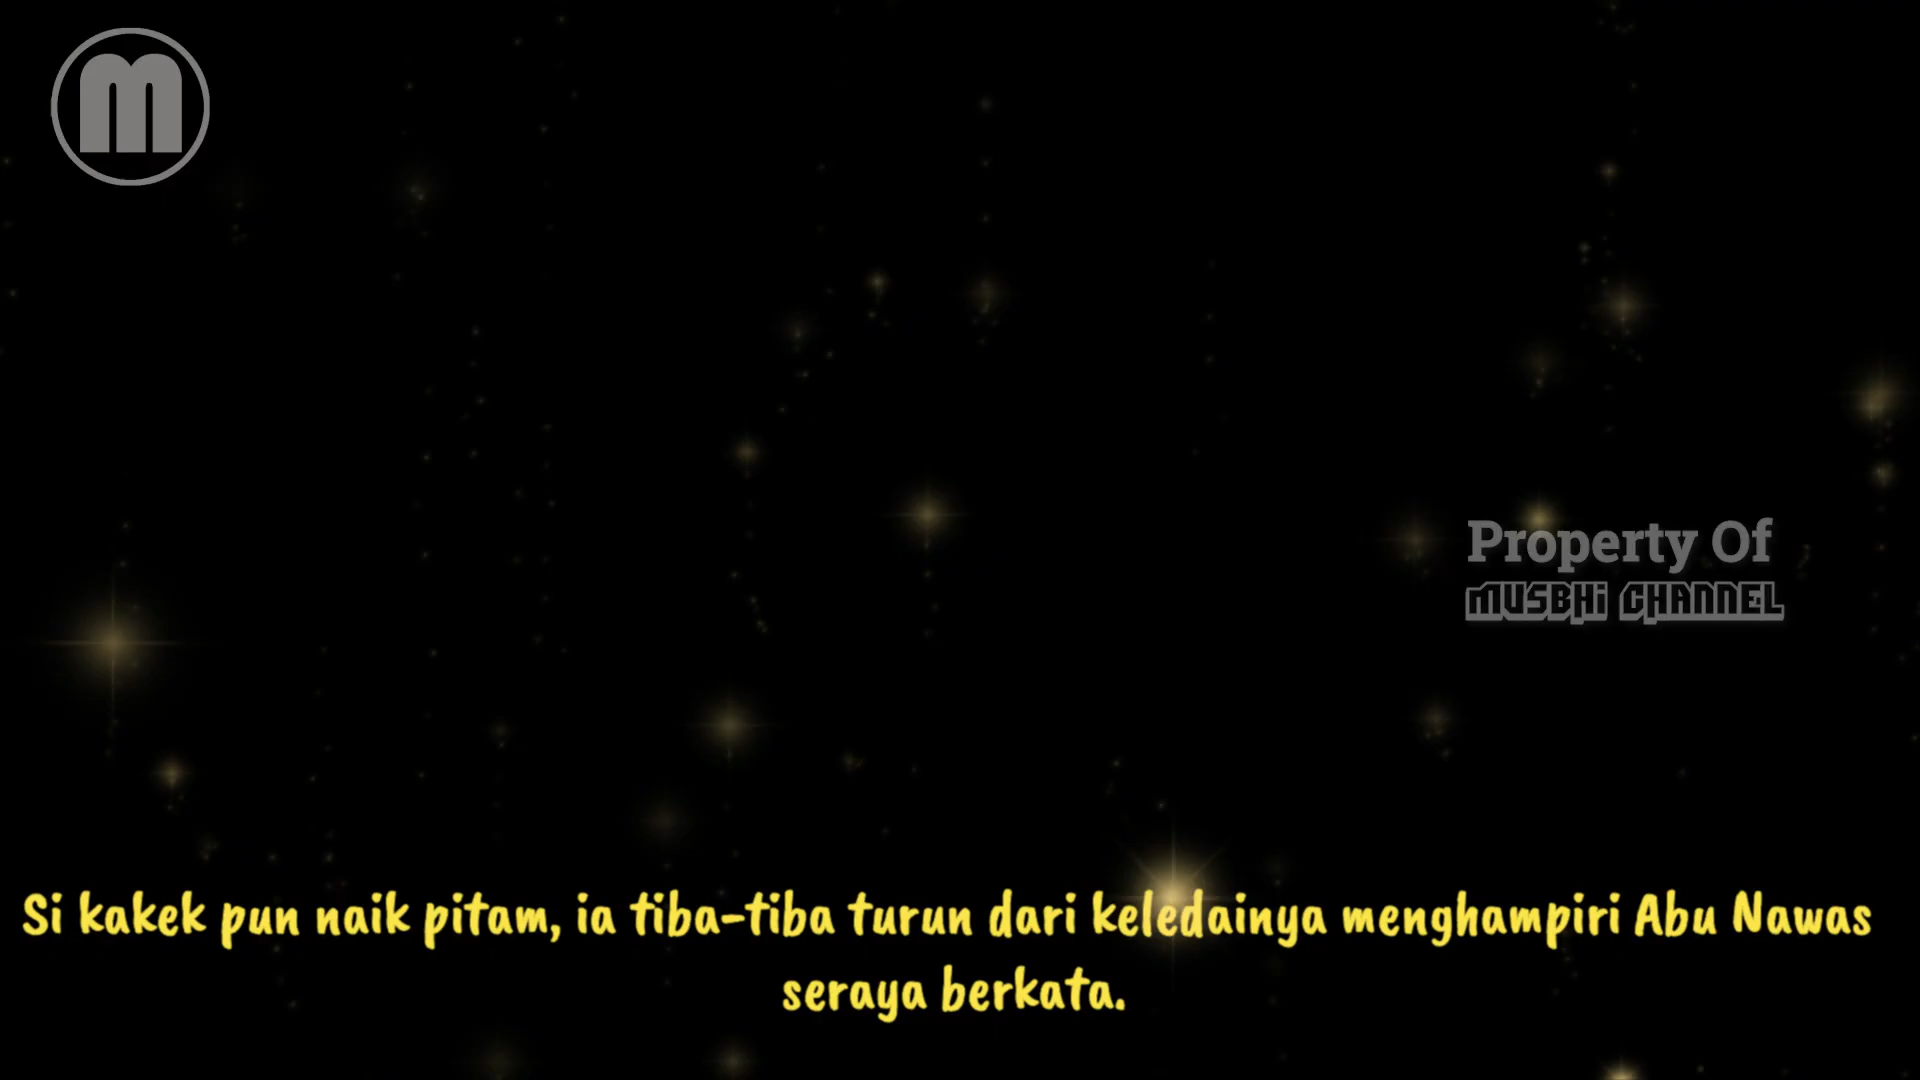 m
Property Of
MUSBHi CHANNEL
Si kakek pun naik pitam, ia tiba-tiba turun dari keledainya menghampiri Abu Nawas
seraya berkata.